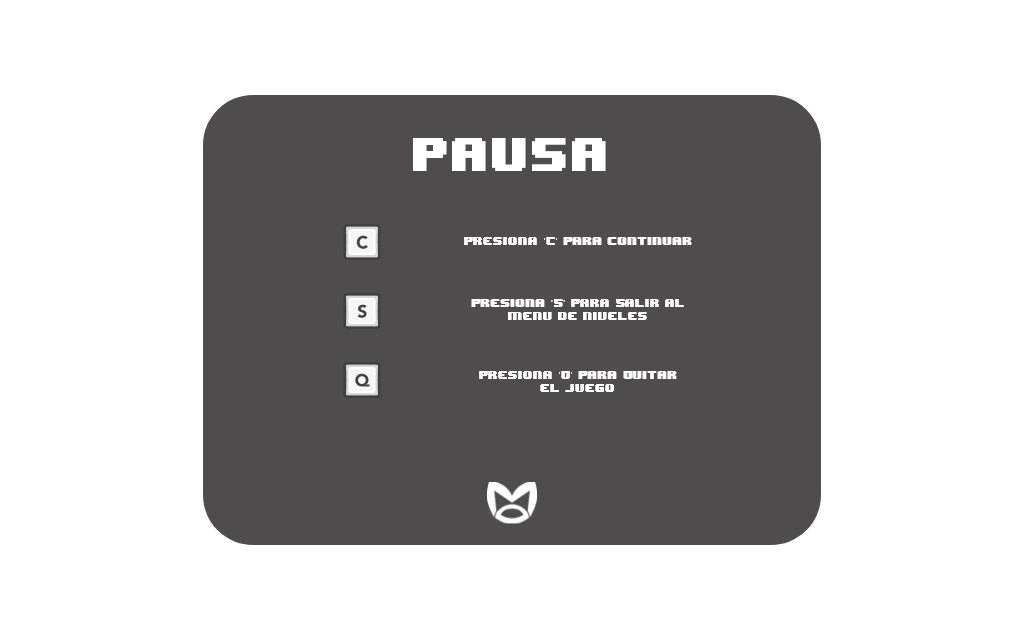 PAUSA
C
PRESIONA 'C' PARA CONTINUAR
S
PRESIONA 'S' PARA SALIR AL
MENU DE NIVELES
Q
PRESIONA 'Q' PARA QUITAR
EL JUEGO